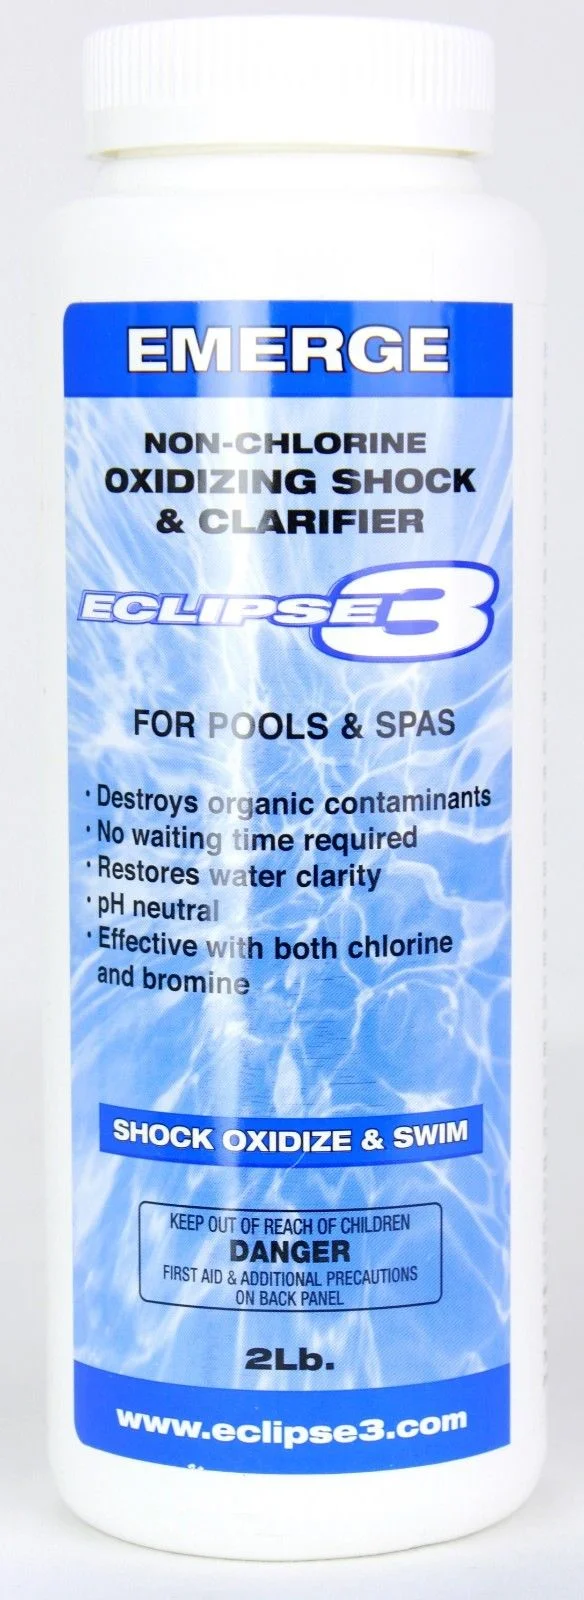 EMERGE
NON-CHLORINE
OXIDIZING SHOCK
& CLARIFIER
ECLIPSE3
FOR POOLS & SPAS
· Destroys organic contaminants
· No waiting time required
· Restores water clarity
· pH neutral
· Effective with both chlorine
and bromine
SHOCK OXIDIZE & SWIM
KEEP OUT OF REACH OF CHILDREN
DANGER
FIRST AID & ADDITIONAL PRECAUTIONS
ON BACK PANEL
2Lb.
www.eclipse3.com